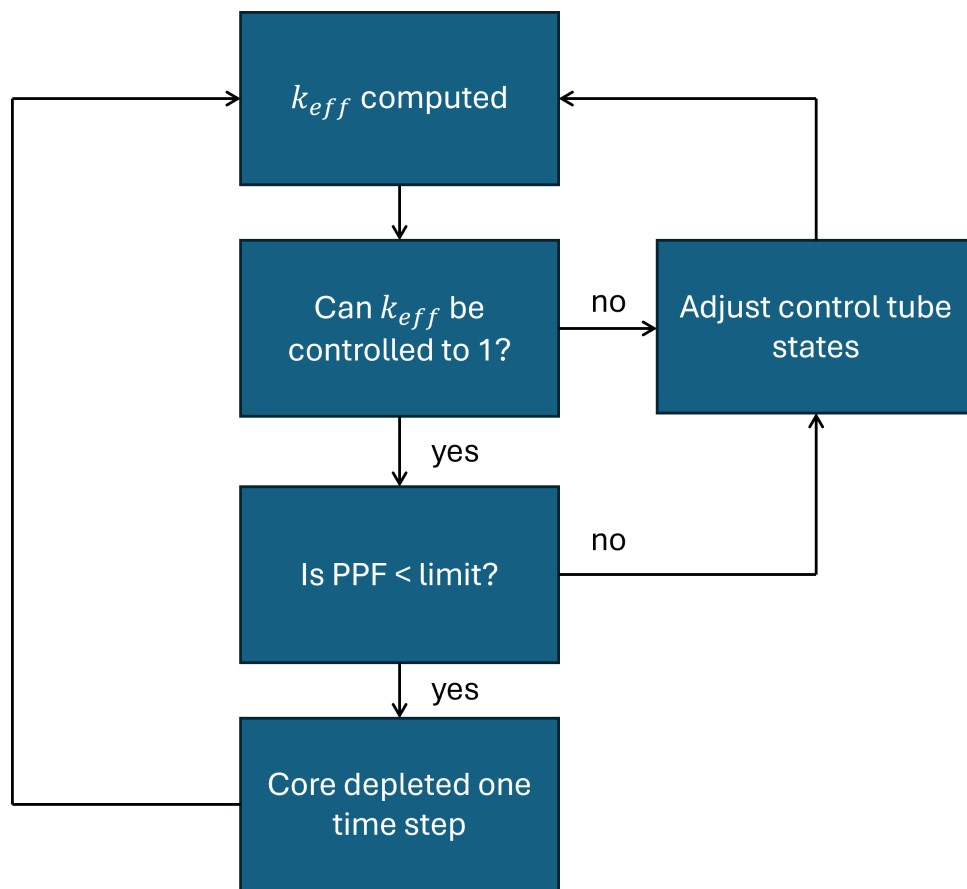 k_eff computed
Can k_eff be
controlled to 1?
no
Adjust control tube
states
yes
Is PPF < limit?
no
yes
Core depleted one
time step